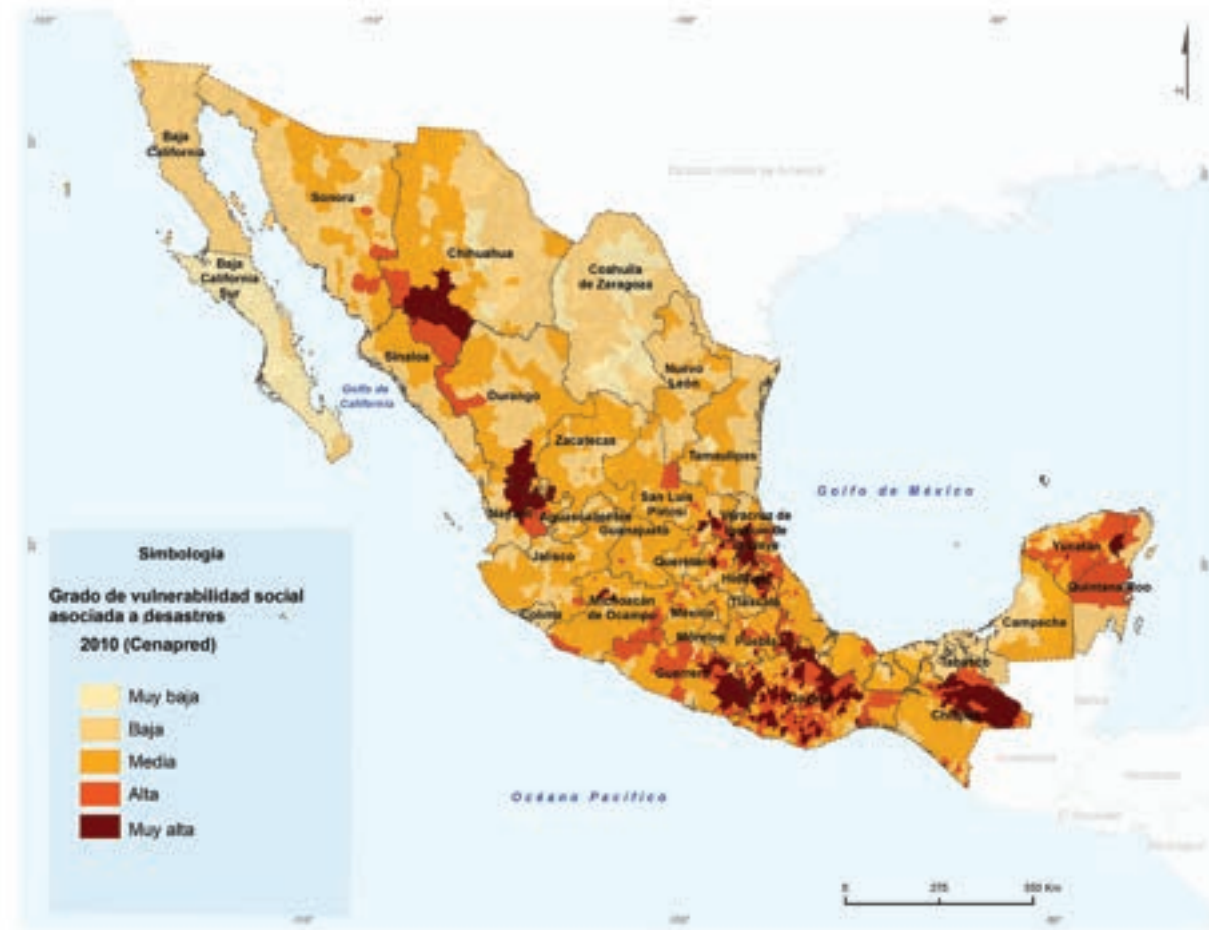 Baja
California
Sonora
Chihuahua
Baja
California
Sur
Coahuila
de Zaragoza
Sinaloa
Nuevo
León
Golfo de
California
Durango
Zacatecas
Tamaulipas
San Luis
Potosí
Golfo de México
Veracruz de
Aguascalientes
Guanajuato
Jalisco
Querétaro
Yucatán
Quintana Roo
Colima
Michoacán
de Ocampo
México
Tlaxcala
Morelos
Puebla
Campeche
Tabasco
Guerrero
Océano Pacífico
Simbología
Grado de vulnerabilidad social
asociada a desastres
2010 (Cenapred)
Muy baja
Baja
Media
Alta
Muy alta
0 275 550 Km